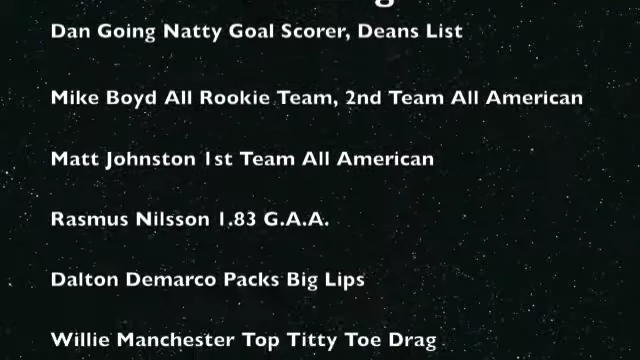 Dan Going Natty Goal Scorer, Deans List
Mike Boyd All Rookie Team, 2nd Team All American
Matt Johnston 1st Team All American
Rasmus Nilsson 1.83 G.A.A.
Dalton Demarco Packs Big Lips
Willie Manchester Top Titty Toe Drag